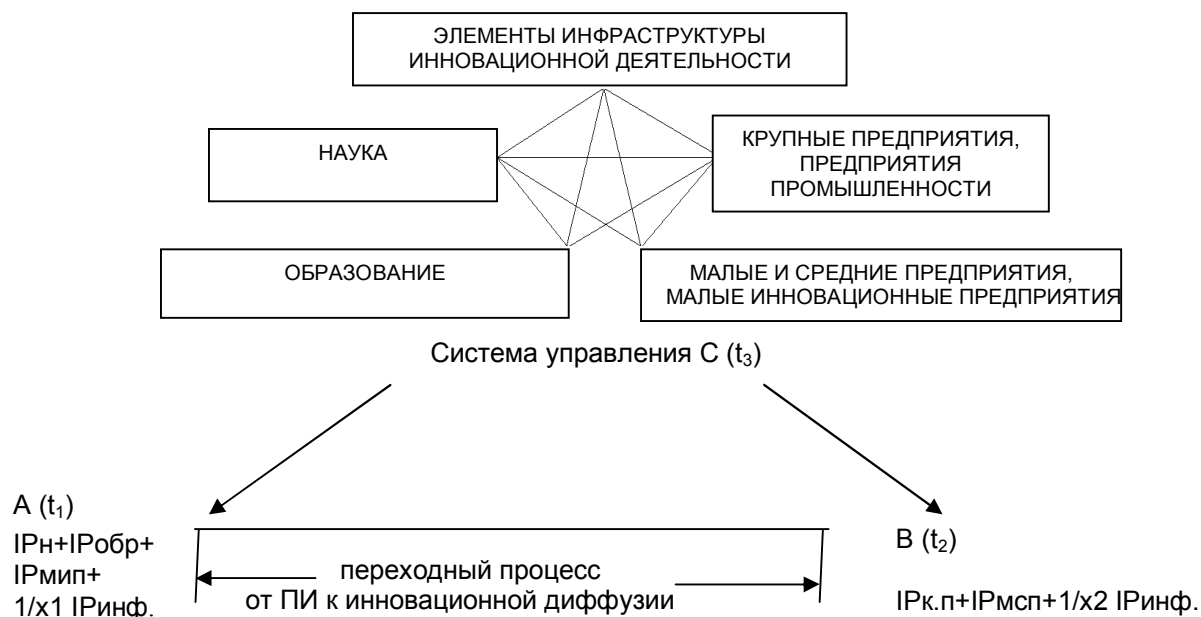 ЭЛЕМЕНТЫ ИНФРАСТРУКТУРЫ
ИННОВАЦИОННОЙ ДЕЯТЕЛЬНОСТИ
НАУКА
КРУПНЫЕ ПРЕДПРИЯТИЯ,
ПРЕДПРИЯТИЯ
ПРОМЫШЛЕННОСТИ
ОБРАЗОВАНИЕ
МАЛЫЕ И СРЕДНИЕ ПРЕДПРИЯТИЯ,
МАЛЫЕ ИННОВАЦИОННЫЕ ПРЕДПРИЯТИЯ
Система управления С (t₃)
А (t₁)
IPн+IPобр+
IPмип+
1/x1 IPинф.
переходный процесс
от ПИ к инновационной диффузии
В (t₂)
IPк.п+IPмсп+1/x2 IPинф.